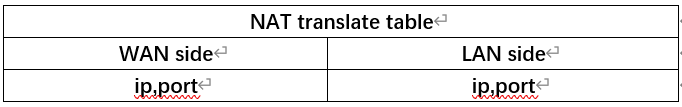 NAT translate table
WAN side LAN side
ip,port ip,port